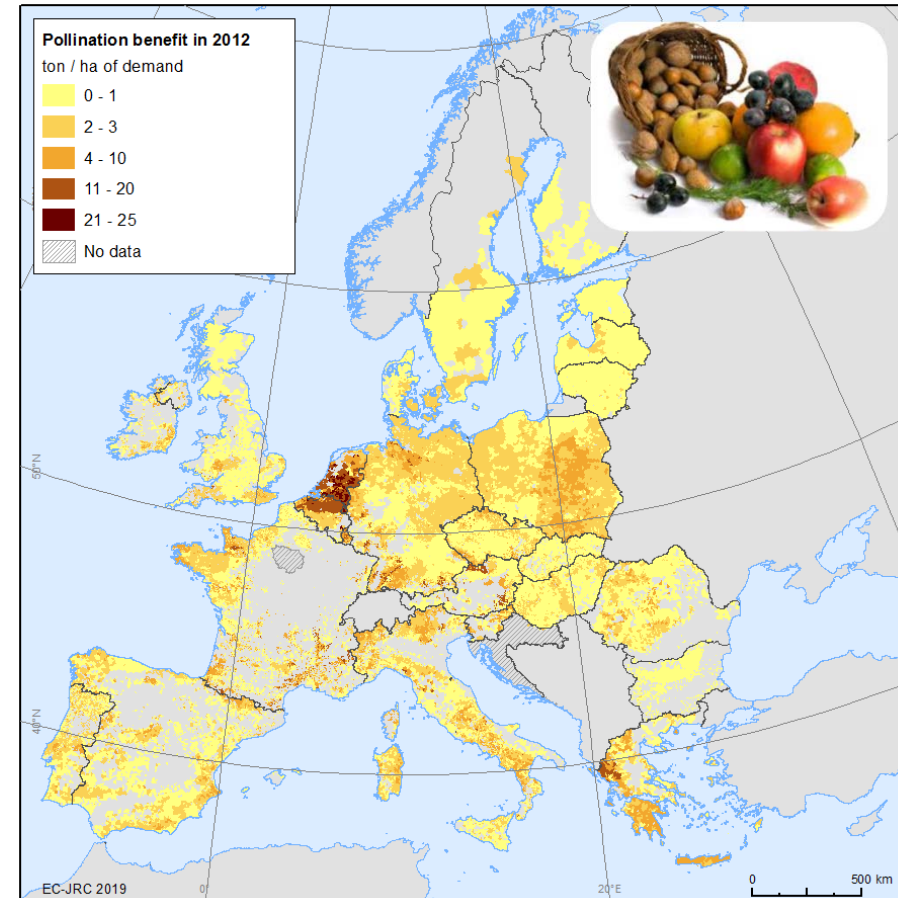 Pollination benefit in 2012
ton / ha of demand
0 - 1
2 - 3
4 - 10
11 - 20
21 - 25
No data
50°N
40°N
EC-JRC 2019
0°
20°E
0
500 km